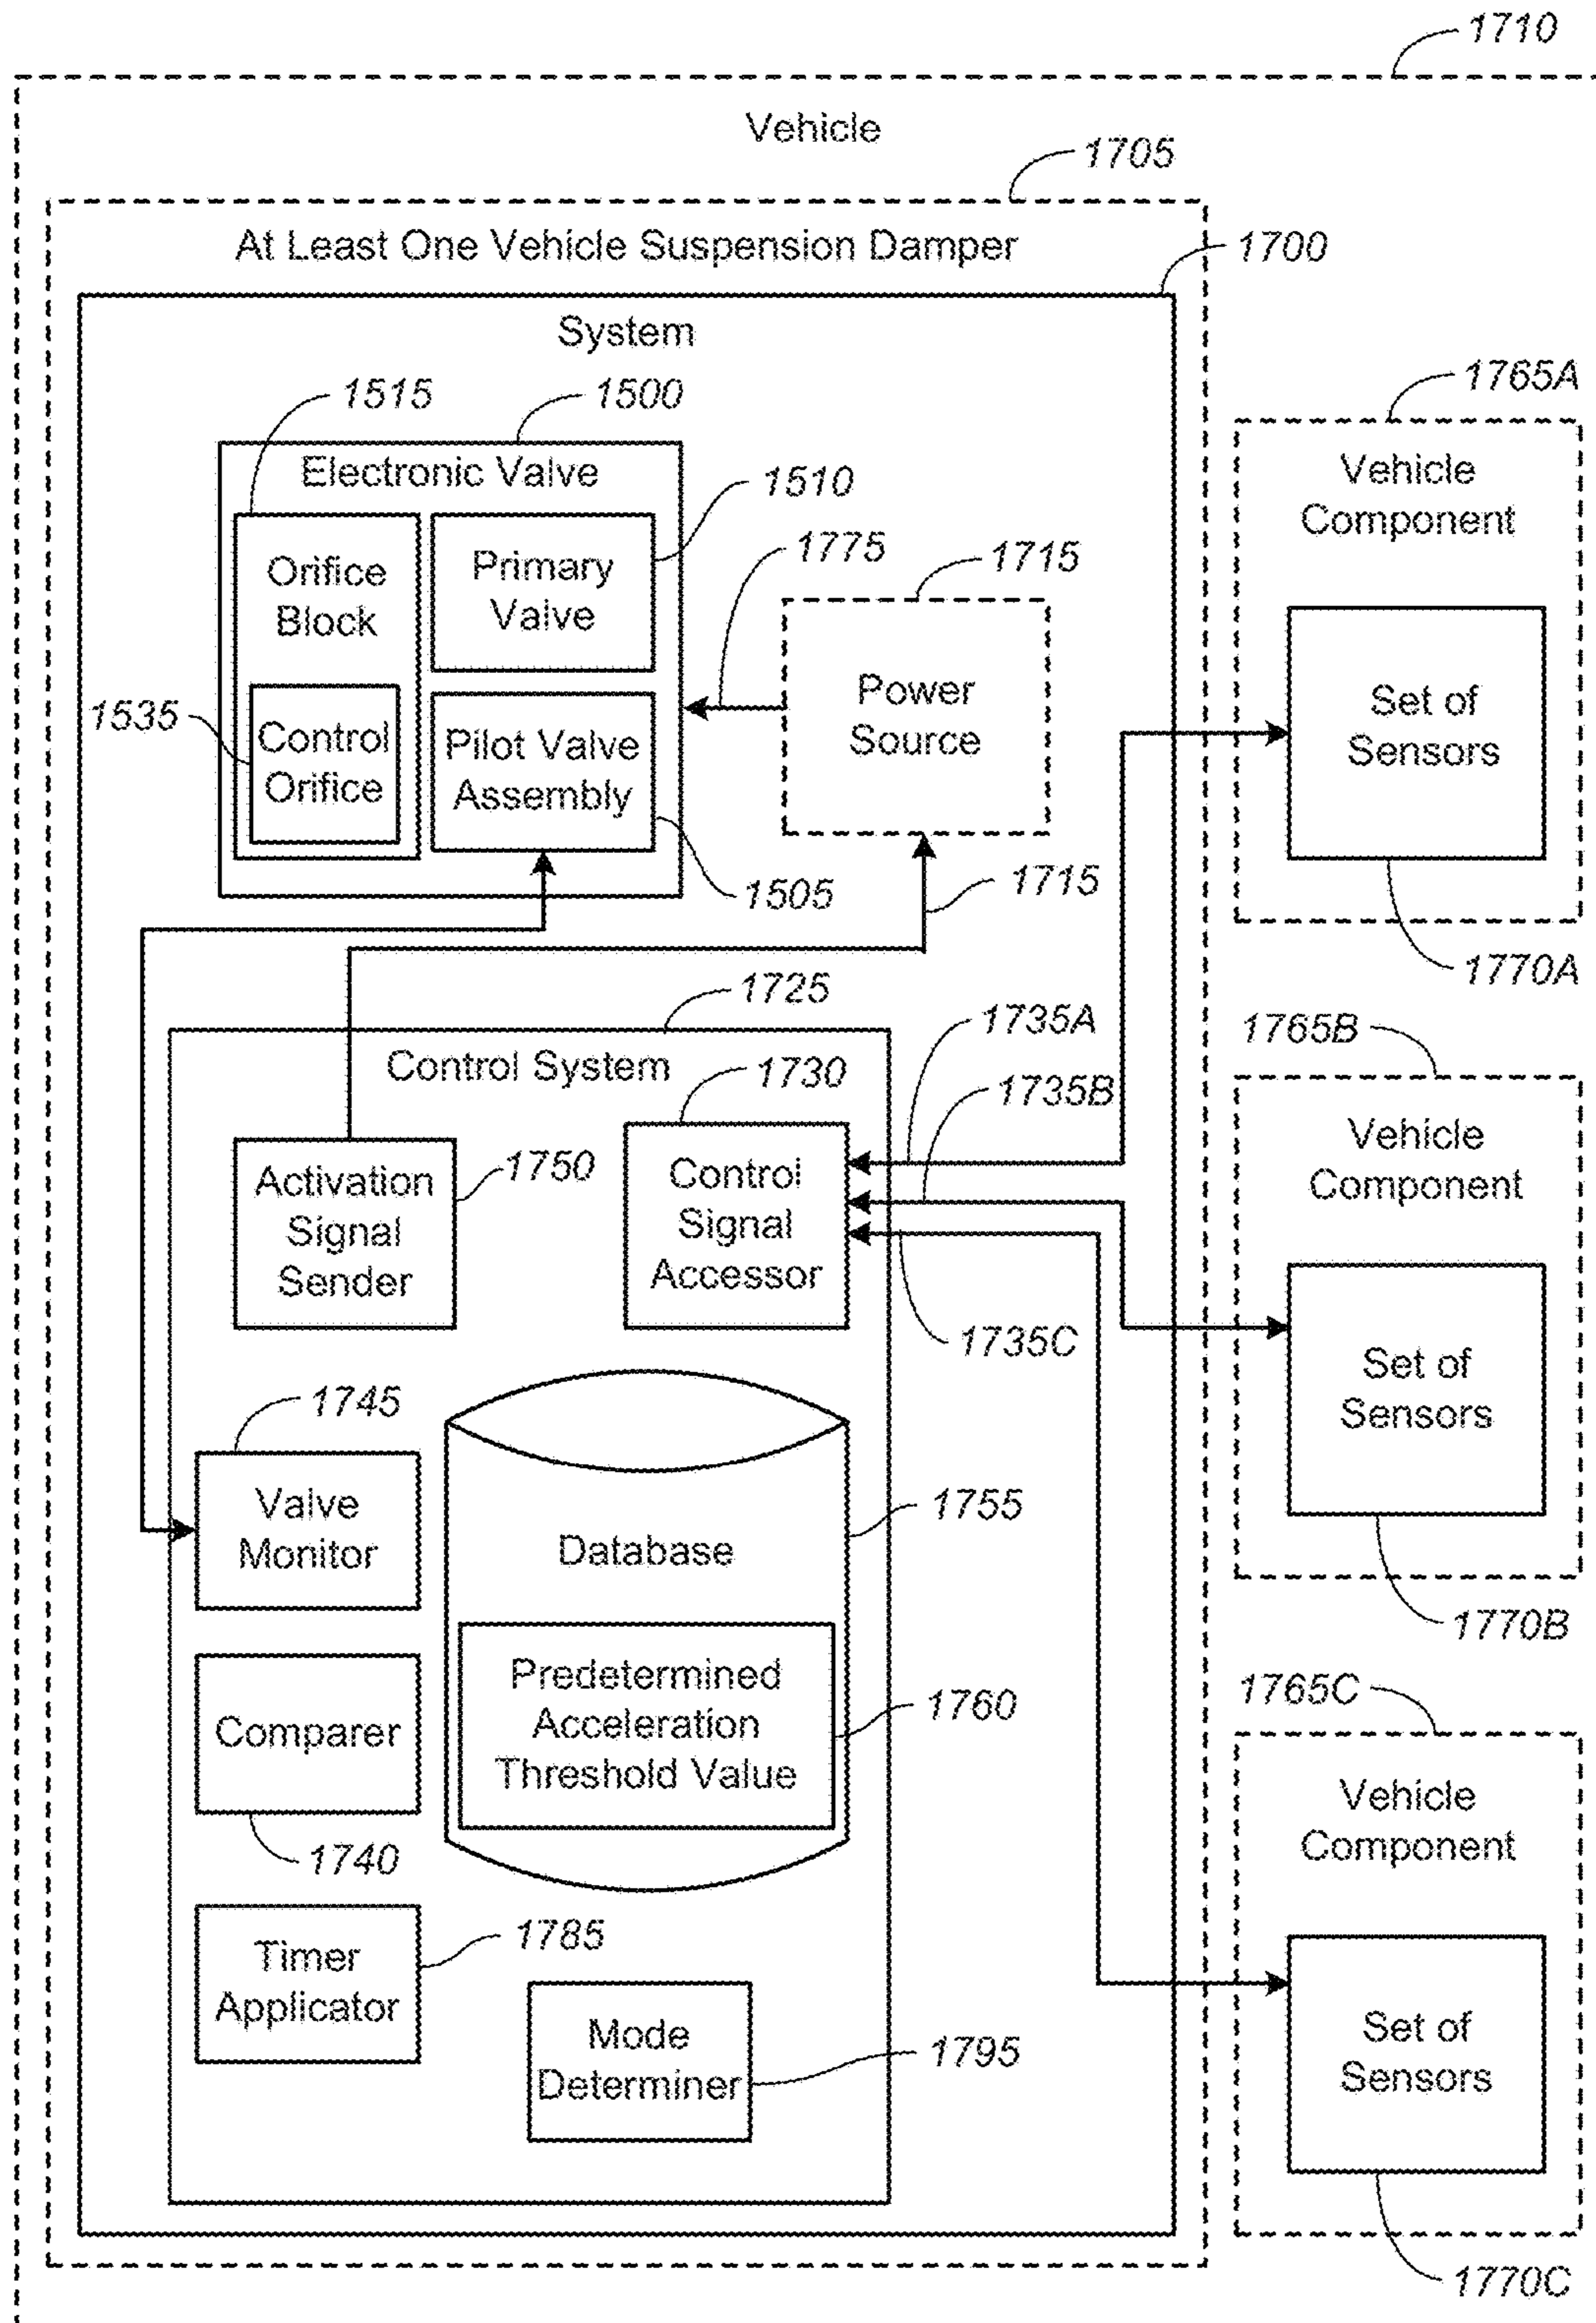 1710
Vehicle
1705
At Least One Vehicle Suspension Damper
1700
System
1515
1500
Electronic Valve
1510
Orifice
Block
Primary
Valve
1775
1715
1535
Control
Orifice
Pilot Valve
Assembly
Power
Source
1505
1715
1765A
Vehicle
Component
Set of
Sensors
1770A
1725
Control System
1730
1735A
1735B
1735C
Activation
Signal
Sender
1750
Control
Signal
Accessor
1765B
Vehicle
Component
Set of
Sensors
1770B
1745
Valve
Monitor
1755
Database
Predetermined
Acceleration
Threshold Value
1760
Comparer
1740
Timer
Applicator
1785
Mode
Determiner
1795
1765C
Vehicle
Component
Set of
Sensors
1770C